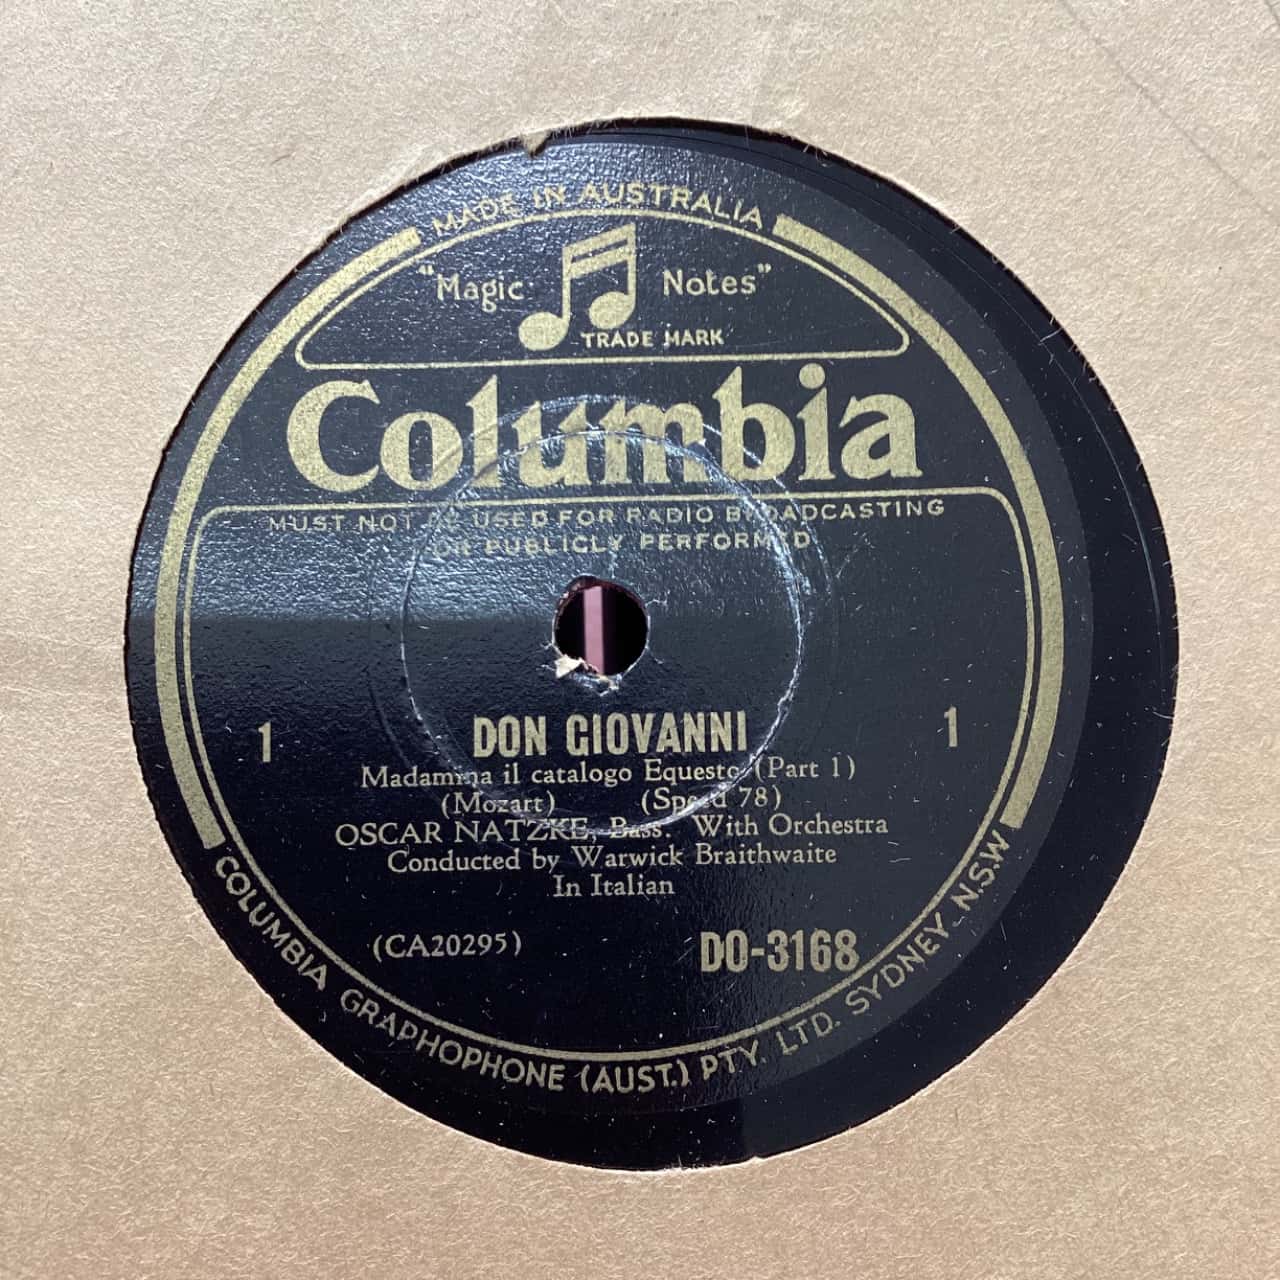 MADE IN AUSTRALIA
"Magic Notes"
TRADE MARK
Columbia
MUST NOT BE USED FOR RADIO BROADCASTING
OR PUBLICLY PERFORMED
1 1
DON GIOVANNI
Madamina il catalogo Equesto (Part 1)
(Mozart) (Speed 78)
OSCAR NATZKE, Bass. With Orchestra
Conducted by Warwick Braithwaite
In Italian
(CA20295) DO-3168
COLUMBIA GRAPHOPHONE (AUST.) PTY. LTD. SYDNEY. N.S.W